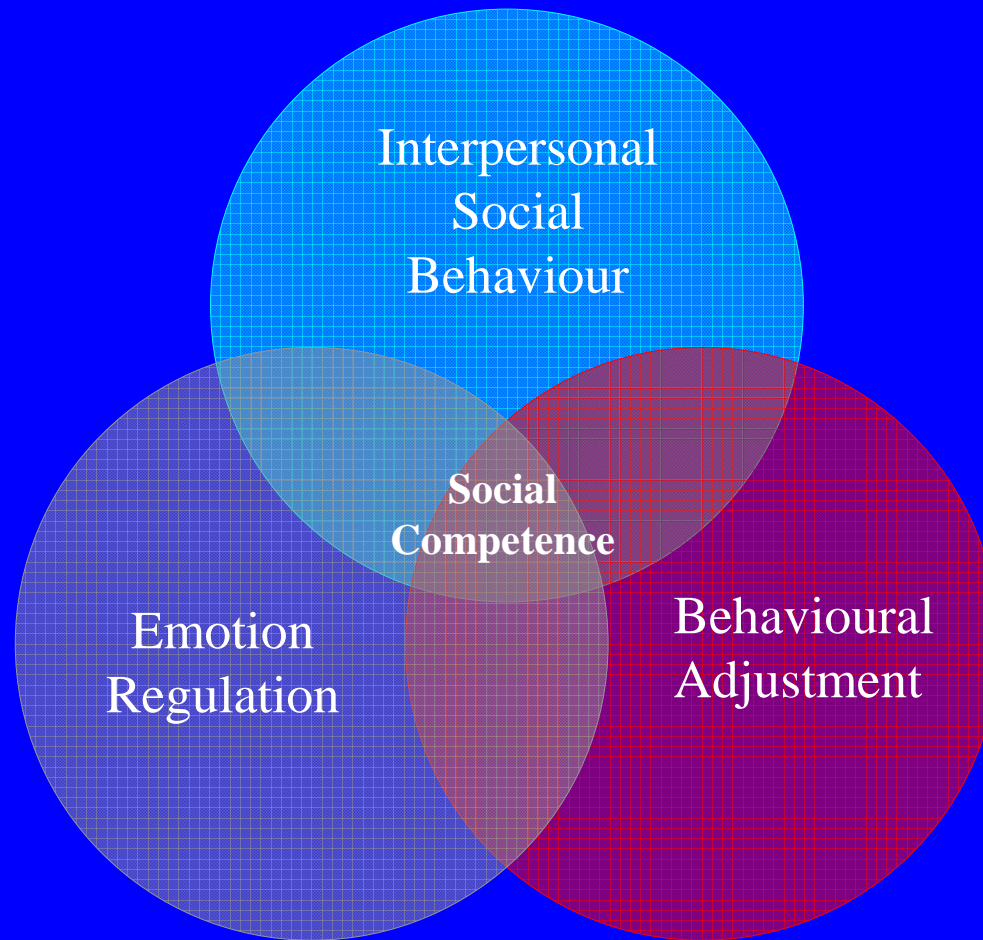 Interpersonal
Social
Behaviour
Social
Competence
Emotion
Regulation
Behavioural
Adjustment